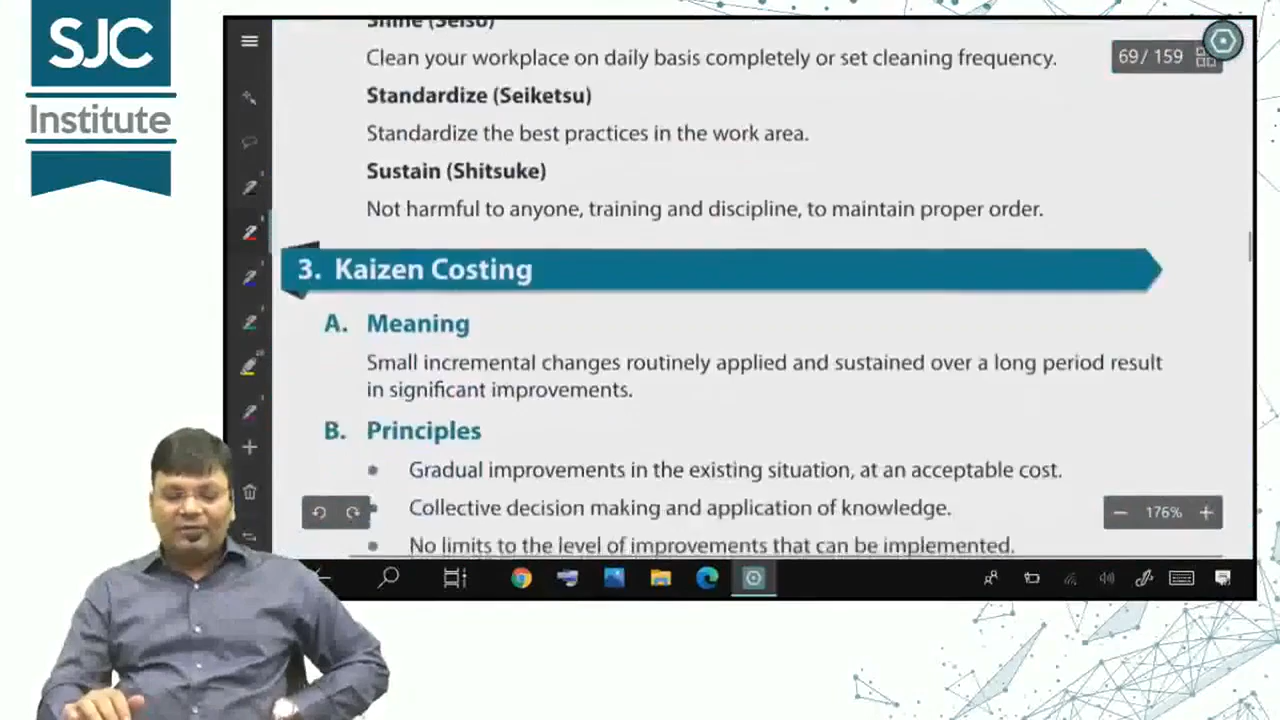 SJC
Institute
Shine (Seiso)
Clean your workplace on daily basis completely or set cleaning frequency.
69 / 159
Standardize (Seiketsu)
Standardize the best practices in the work area.
Sustain (Shitsuke)
Not harmful to anyone, training and discipline, to maintain proper order.
3. Kaizen Costing
A. Meaning
Small incremental changes routinely applied and sustained over a long period result
in significant improvements.
B. Principles
Gradual improvements in the existing situation, at an acceptable cost.
Collective decision making and application of knowledge.
176%
No limits to the level of improvements that can be implemented.